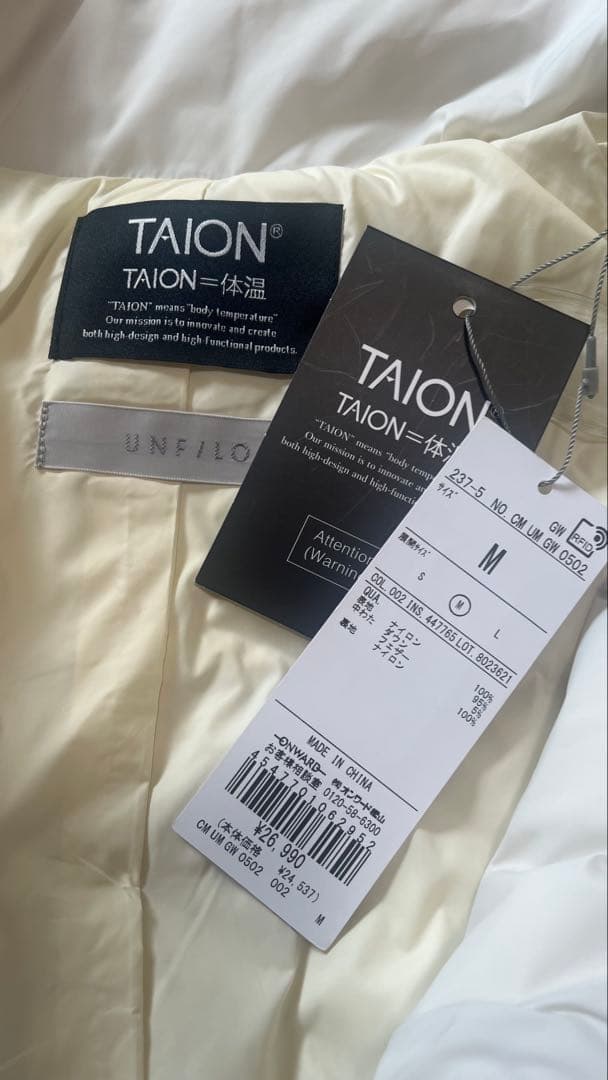 TAION®
TAION=体温
"TAION" means "body temperature"
Our mission is to innovate and create
both high-design and high-functional products.
UNFILO
TAION
TAION=体
"TAION" means "body temp
Our mission is to innovate an
both high-design and high-functi
Attention
(Warnin
237-5 NO. CM UM GW 0502
サイズ GW RFID
M
展開サイズ
S M L
COL. 002 INS. 447765 LOT. 8023621
QUA.
表地 ナイロン 100%
中わた ダウン 95%
フェザー 5%
裏地 ナイロン 100%
MADE IN CHINA
ONWARD ㈱オンワード樫山
お客様相談室 0120-58-6300
4547701062952
¥26,990
(本体価格 ¥24,537)
CM UM GW 0502 002 M